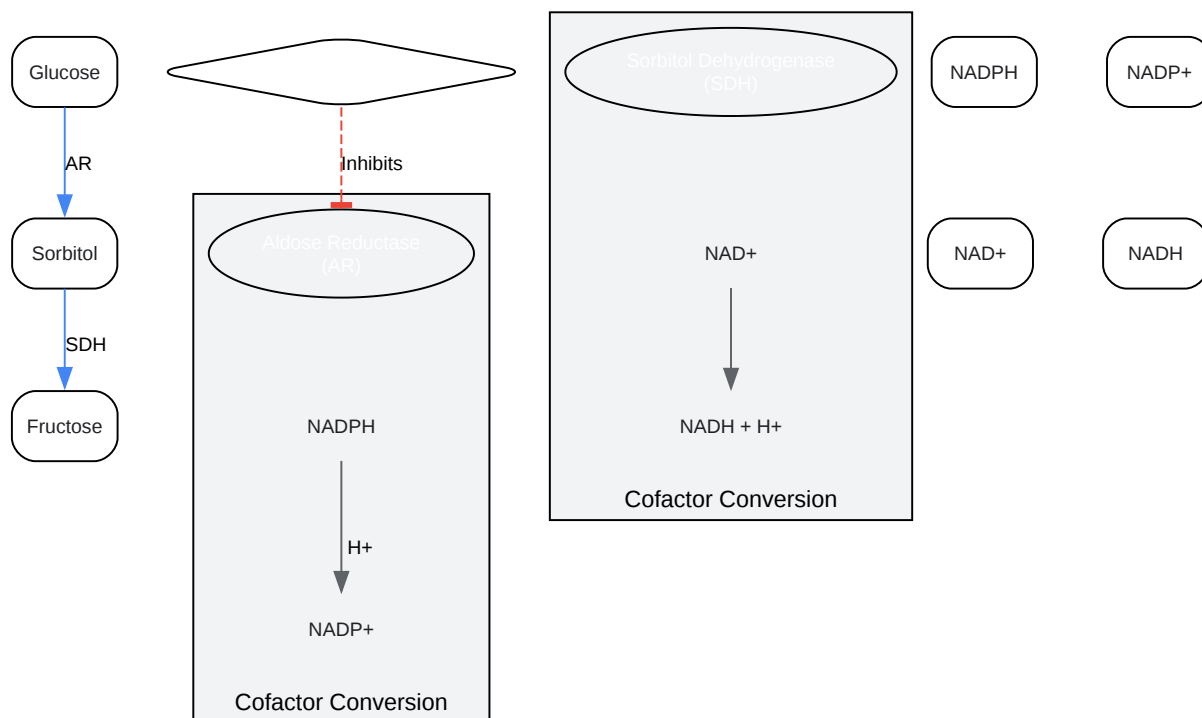 Glucose
Sorbitol Dehydrogenase
(SDH)
NADPH
NADP+
AR
Inhibits
Sorbitol
Aldose Reductase
(AR)
NAD+
NAD+
NADH
SDH
Fructose
NADPH
NADH + H+
Cofactor Conversion
H+
NADP+
Cofactor Conversion